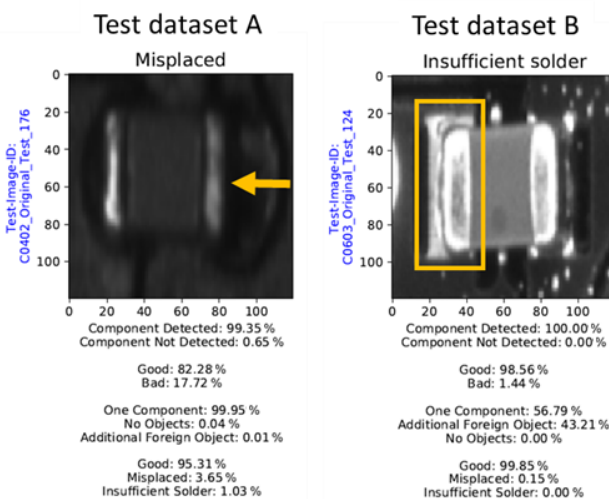 Test dataset A
Misplaced
Test-Image-ID:
C0402_Original_Test_176
0
20
40
60
80
100
0 20 40 60 80 100
Component Detected: 99.35 %
Component Not Detected: 0.65 %
Good: 82.28 %
Bad: 17.72 %
One Component: 99.95 %
No Objects: 0.04 %
Additional Foreign Object: 0.01 %
Good: 95.31 %
Misplaced: 3.65 %
Insufficient Solder: 1.03 %
Test dataset B
Insufficient solder
Test-Image-ID:
C0603_Original_Test_124
0
20
40
60
80
100
0 20 40 60 80 100
Component Detected: 100.00 %
Component Not Detected: 0.00 %
Good: 98.56 %
Bad: 1.44 %
One Component: 56.79 %
Additional Foreign Object: 43.21 %
No Objects: 0.00 %
Good: 99.85 %
Misplaced: 0.15 %
Insufficient Solder: 0.00 %